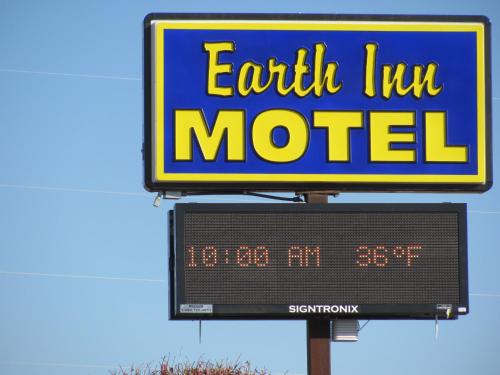 Earth Inn
MOTEL
10:00 AM 36°F
SIGNTRONIX